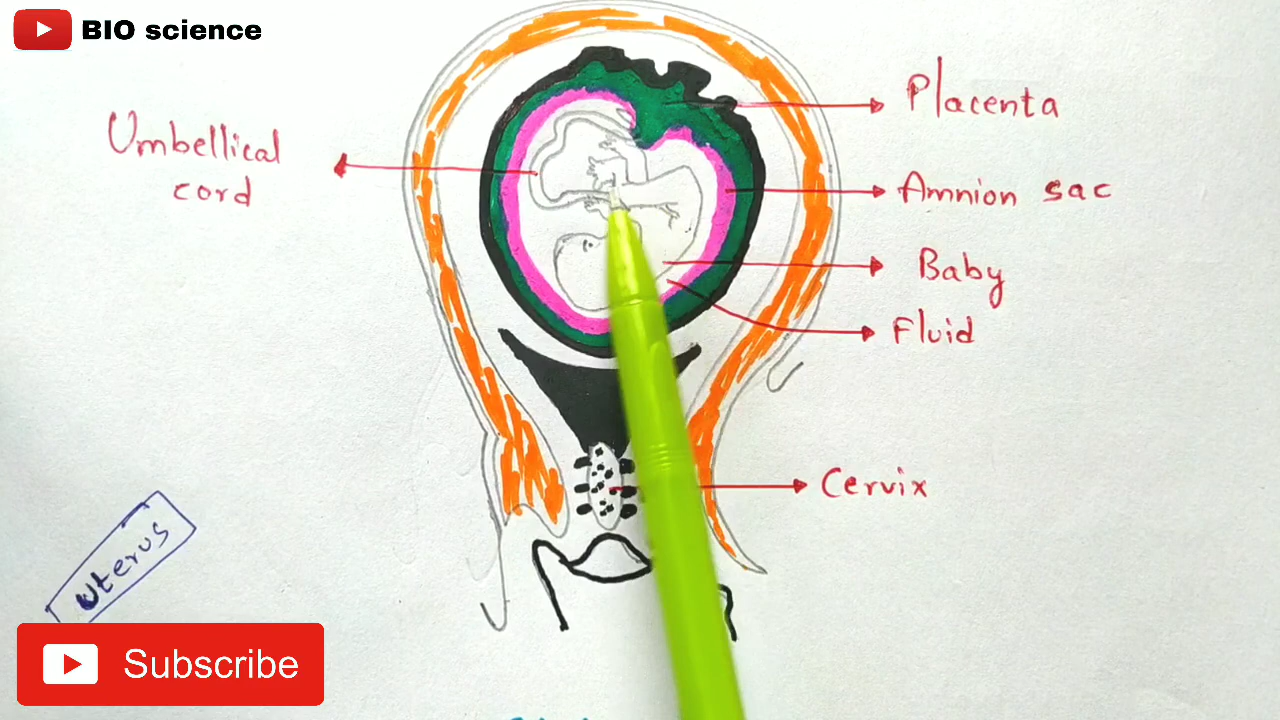 BIO science
Placenta
Umbellical
cord
Amnion sac
Baby
Fluid
Cervix
Uterus
Subscribe